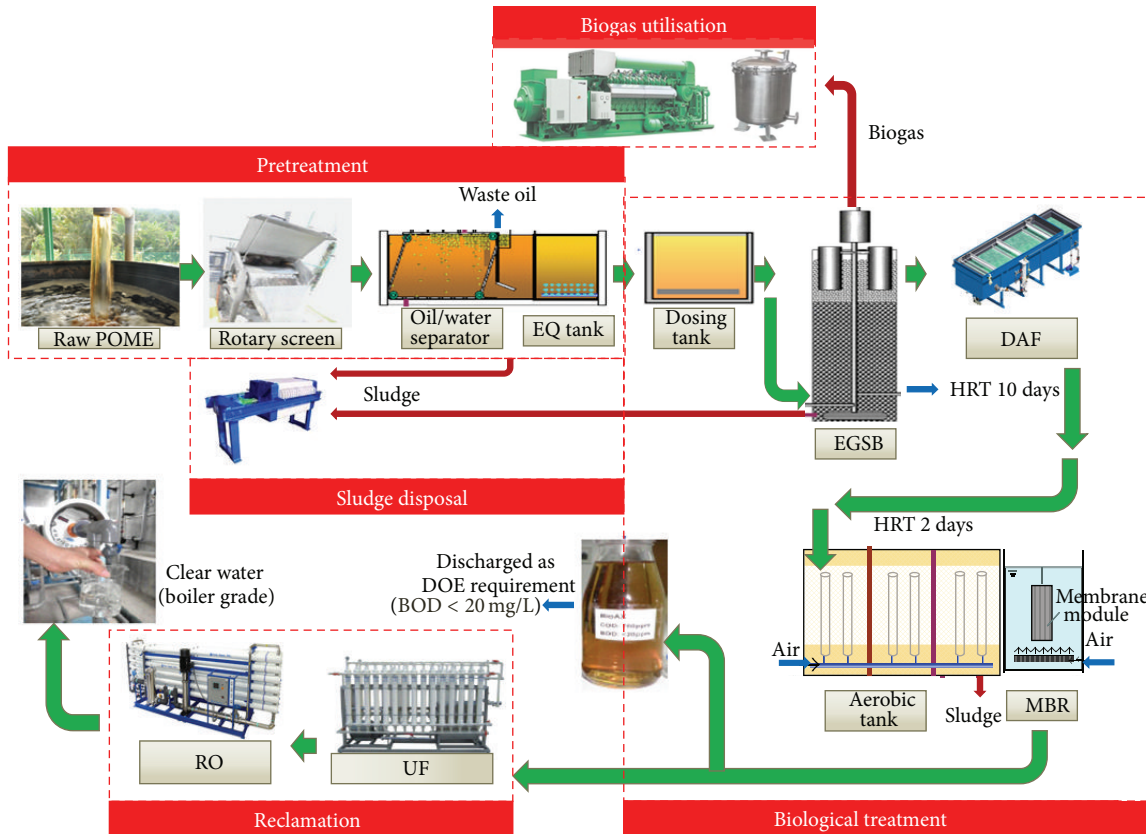 Biogas utilisation
Biogas
Pretreatment
Waste oil
Raw POME
Rotary screen
Oil/water
separator
EQ tank
Dosing
tank
DAF
HRT 10 days
EGSB
Sludge
Sludge disposal
HRT 2 days
Clear water
(boiler grade)
Discharged as
DOE requirement
(BOD < 20 mg/L)
Membrane
module
Air
Air
Aerobic
tank
Sludge
MBR
RO
UF
Reclamation
Biological treatment